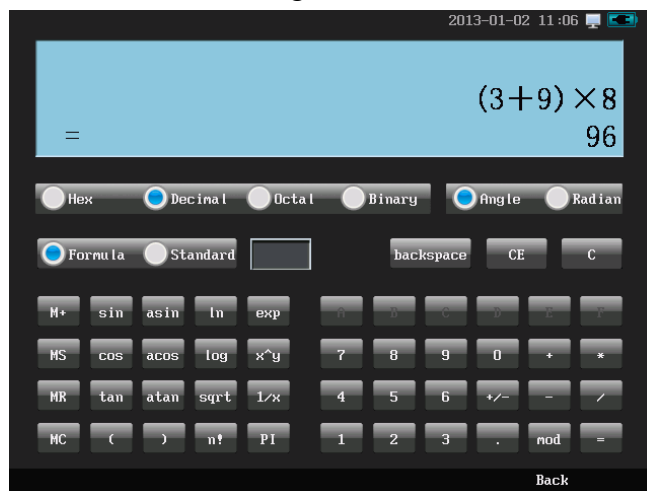 2013-01-02 11:06
(3+9)×8
= 96
Hex Decimal Octal Binary Angle Radian
Formula Standard backspace CE C
M+ sin asin ln exp A B C D E F
MS cos acos log x^y 7 8 9 0 + *
MR tan atan sqrt 1/x 4 5 6 +/- - /
MC ( ) n! PI 1 2 3 . mod =
Back